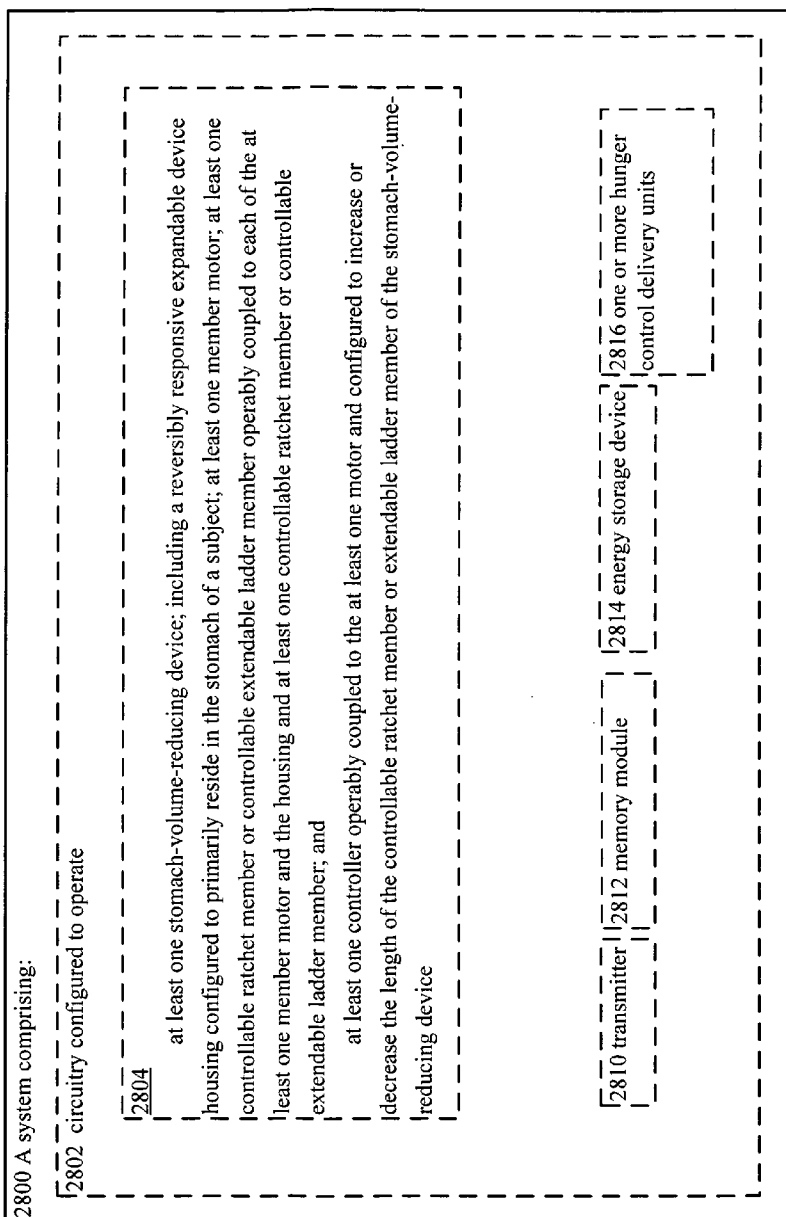 2800 A system comprising:
2802 circuitry configured to operate
2804
at least one stomach-volume-reducing device; including a reversibly responsive expandable device
housing configured to primarily reside in the stomach of a subject; at least one member motor; at least one
controllable ratchet member or controllable extendable ladder member operably coupled to each of the at
least one member motor and the housing and at least one controllable ratchet member or controllable
extendable ladder member; and
at least one controller operably coupled to the at least one motor and configured to increase or
decrease the length of the controllable ratchet member or extendable ladder member of the stomach-volume-
reducing device
2810 transmitter
2812 memory module
2814 energy storage device
2816 one or more hunger
control delivery units